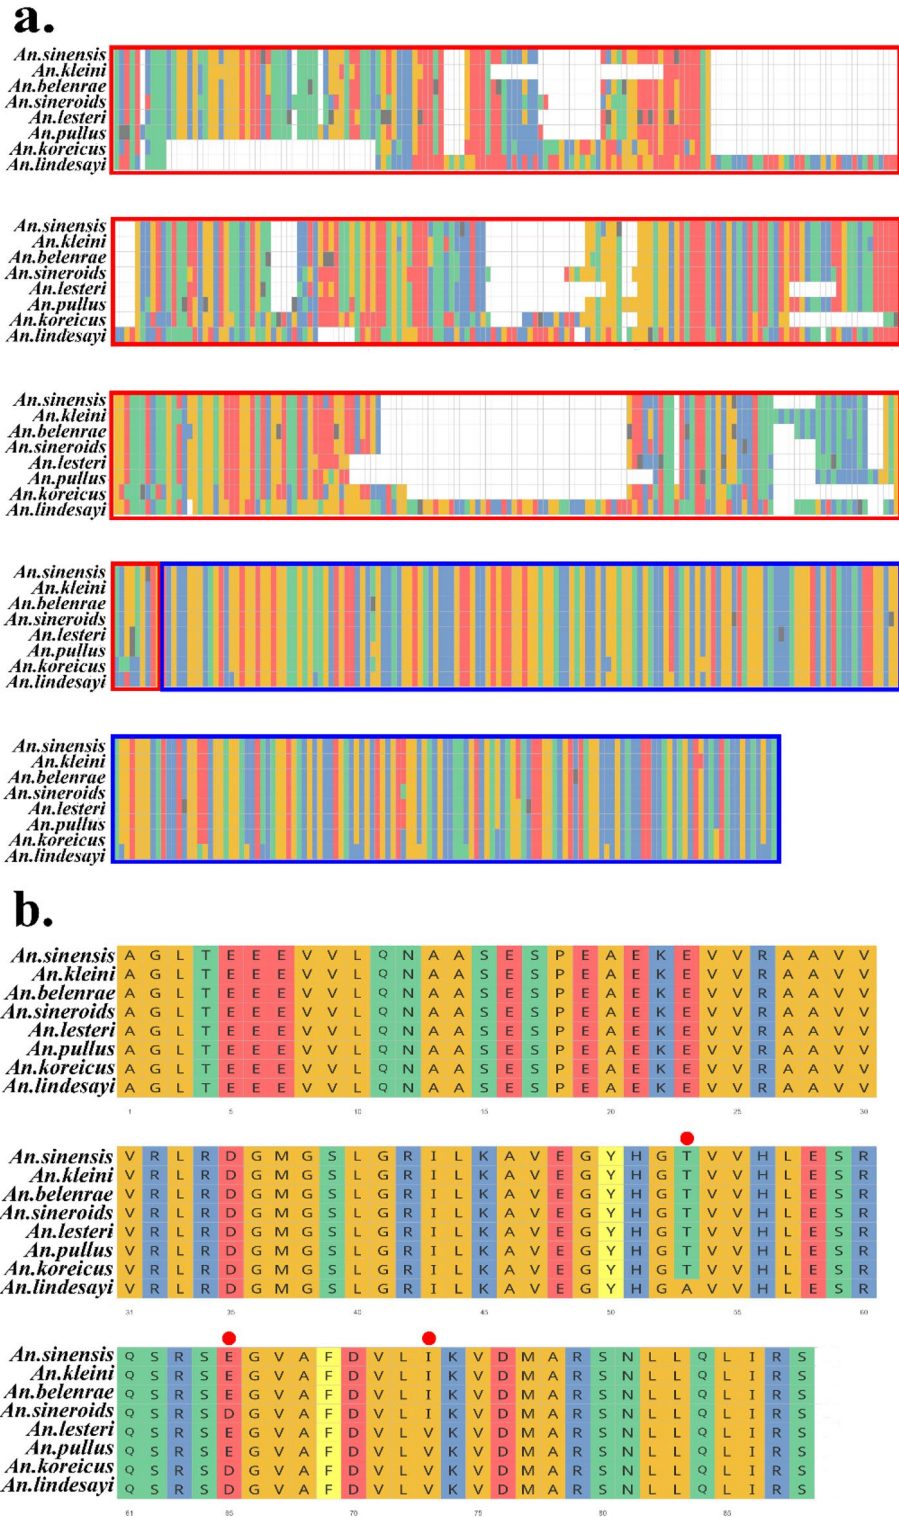 a.
An.sinensis
An.kleini
An.belenrae
An.sineroids
An.lesteri
An.pullus
An.koreicus
An.lindesayi
An.sinensis
An.kleini
An.belenrae
An.sineroids
An.lesteri
An.pullus
An.koreicus
An.lindesayi
An.sinensis
An.kleini
An.belenrae
An.sineroids
An.lesteri
An.pullus
An.koreicus
An.lindesayi
An.sinensis
An.kleini
An.belenrae
An.sineroids
An.lesteri
An.pullus
An.koreicus
An.lindesayi
An.sinensis
An.kleini
An.belenrae
An.sineroids
An.lesteri
An.pullus
An.koreicus
An.lindesayi
b.
An.sinensis A G L T E E E V V L Q N A A S E S P E A E K E V V R A A V V
An.kleini A G L T E E E V V L Q N A A S E S P E A E K E V V R A A V V
An.belenrae A G L T E E E V V L Q N A A S E S P E A E K E V V R A A V V
An.sineroids A G L T E E E V V L Q N A A S E S P E A E K E V V R A A V V
An.lesteri A G L T E E E V V L Q N A A S E S P E A E K E V V R A A V V
An.pullus A G L T E E E V V L Q N A A S E S P E A E K E V V R A A V V
An.koreicus A G L T E E E V V L Q N A A S E S P E A E K E V V R A A V V
An.lindesayi A G L T E E E V V L Q N A A S E S P E A E K E V V R A A V V
1 5 10 15 20 25 30
An.sinensis V R L R D G M G S L G R I L K A V E G Y H G T V V H L E S R
An.kleini V R L R D G M G S L G R I L K A V E G Y H G T V V H L E S R
An.belenrae V R L R D G M G S L G R I L K A V E G Y H G T V V H L E S R
An.sineroids V R L R D G M G S L G R I L K A V E G Y H G T V V H L E S R
An.lesteri V R L R D G M G S L G R I L K A V E G Y H G T V V H L E S R
An.pullus V R L R D G M G S L G R I L K A V E G Y H G T V V H L E S R
An.koreicus V R L R D G M G S L G R I L K A V E G Y H G T V V H L E S R
An.lindesayi V R L R D G M G S L G R I L K A V E G Y H G A V V H L E S R
31 35 40 45 50 55 60
An.sinensis Q S R S E G V A F D V L I K V D M A R S N L L Q L I R S
An.kleini Q S R S E G V A F D V L I K V D M A R S N L L Q L I R S
An.belenrae Q S R S E G V A F D V L I K V D M A R S N L L Q L I R S
An.sineroids Q S R S D G V A F D V L I K V D M A R S N L L Q L I R S
An.lesteri Q S R S E G V A F D V L V K V D M A R S N L L Q L I R S
An.pullus Q S R S E G V A F D V L V K V D M A R S N L L Q L I R S
An.koreicus Q S R S D G V A F D V L V K V D M A R S N L L Q L I R S
An.lindesayi Q S R S D G V A F D V L V K V D M A R S N L L Q L I R S
61 65 70 75 80 85